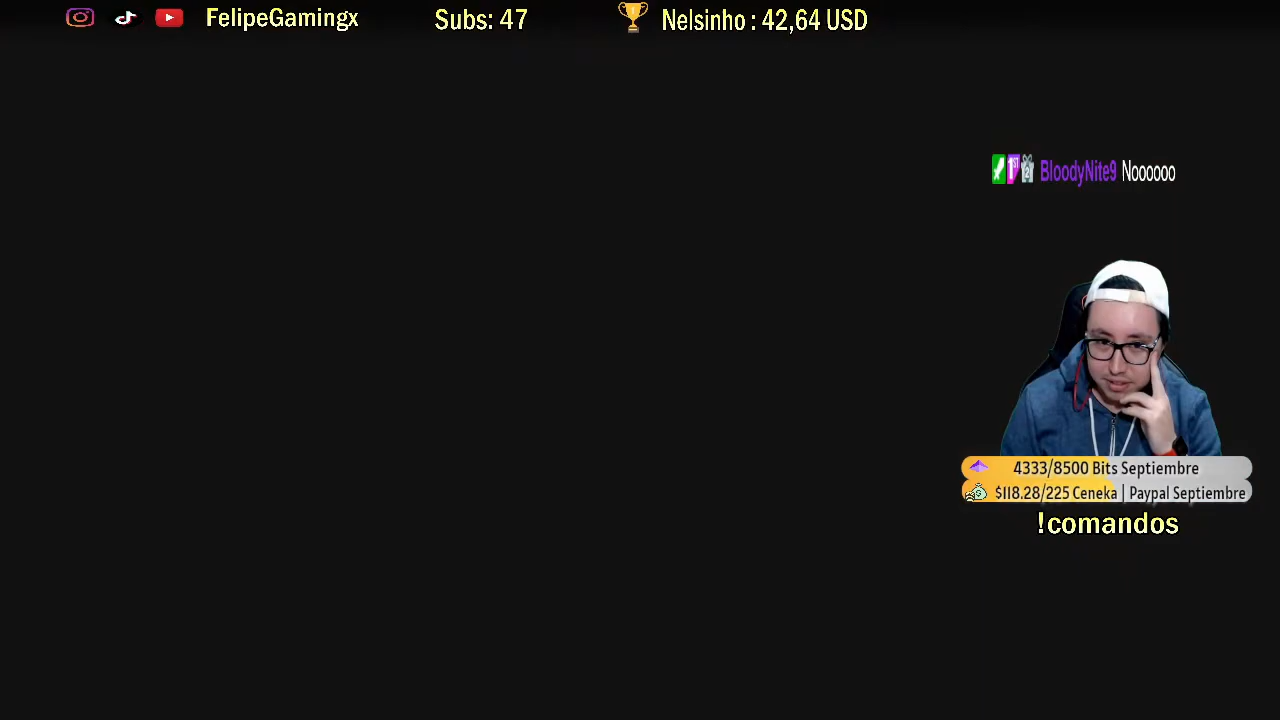 FelipeGamingx
Subs: 47
Nelsinho : 42,64 USD
BloodyNite9 Noooooo
4333/8500 Bits Septiembre
$118.28/225 Ceneka | Paypal Septiembre
!comandos